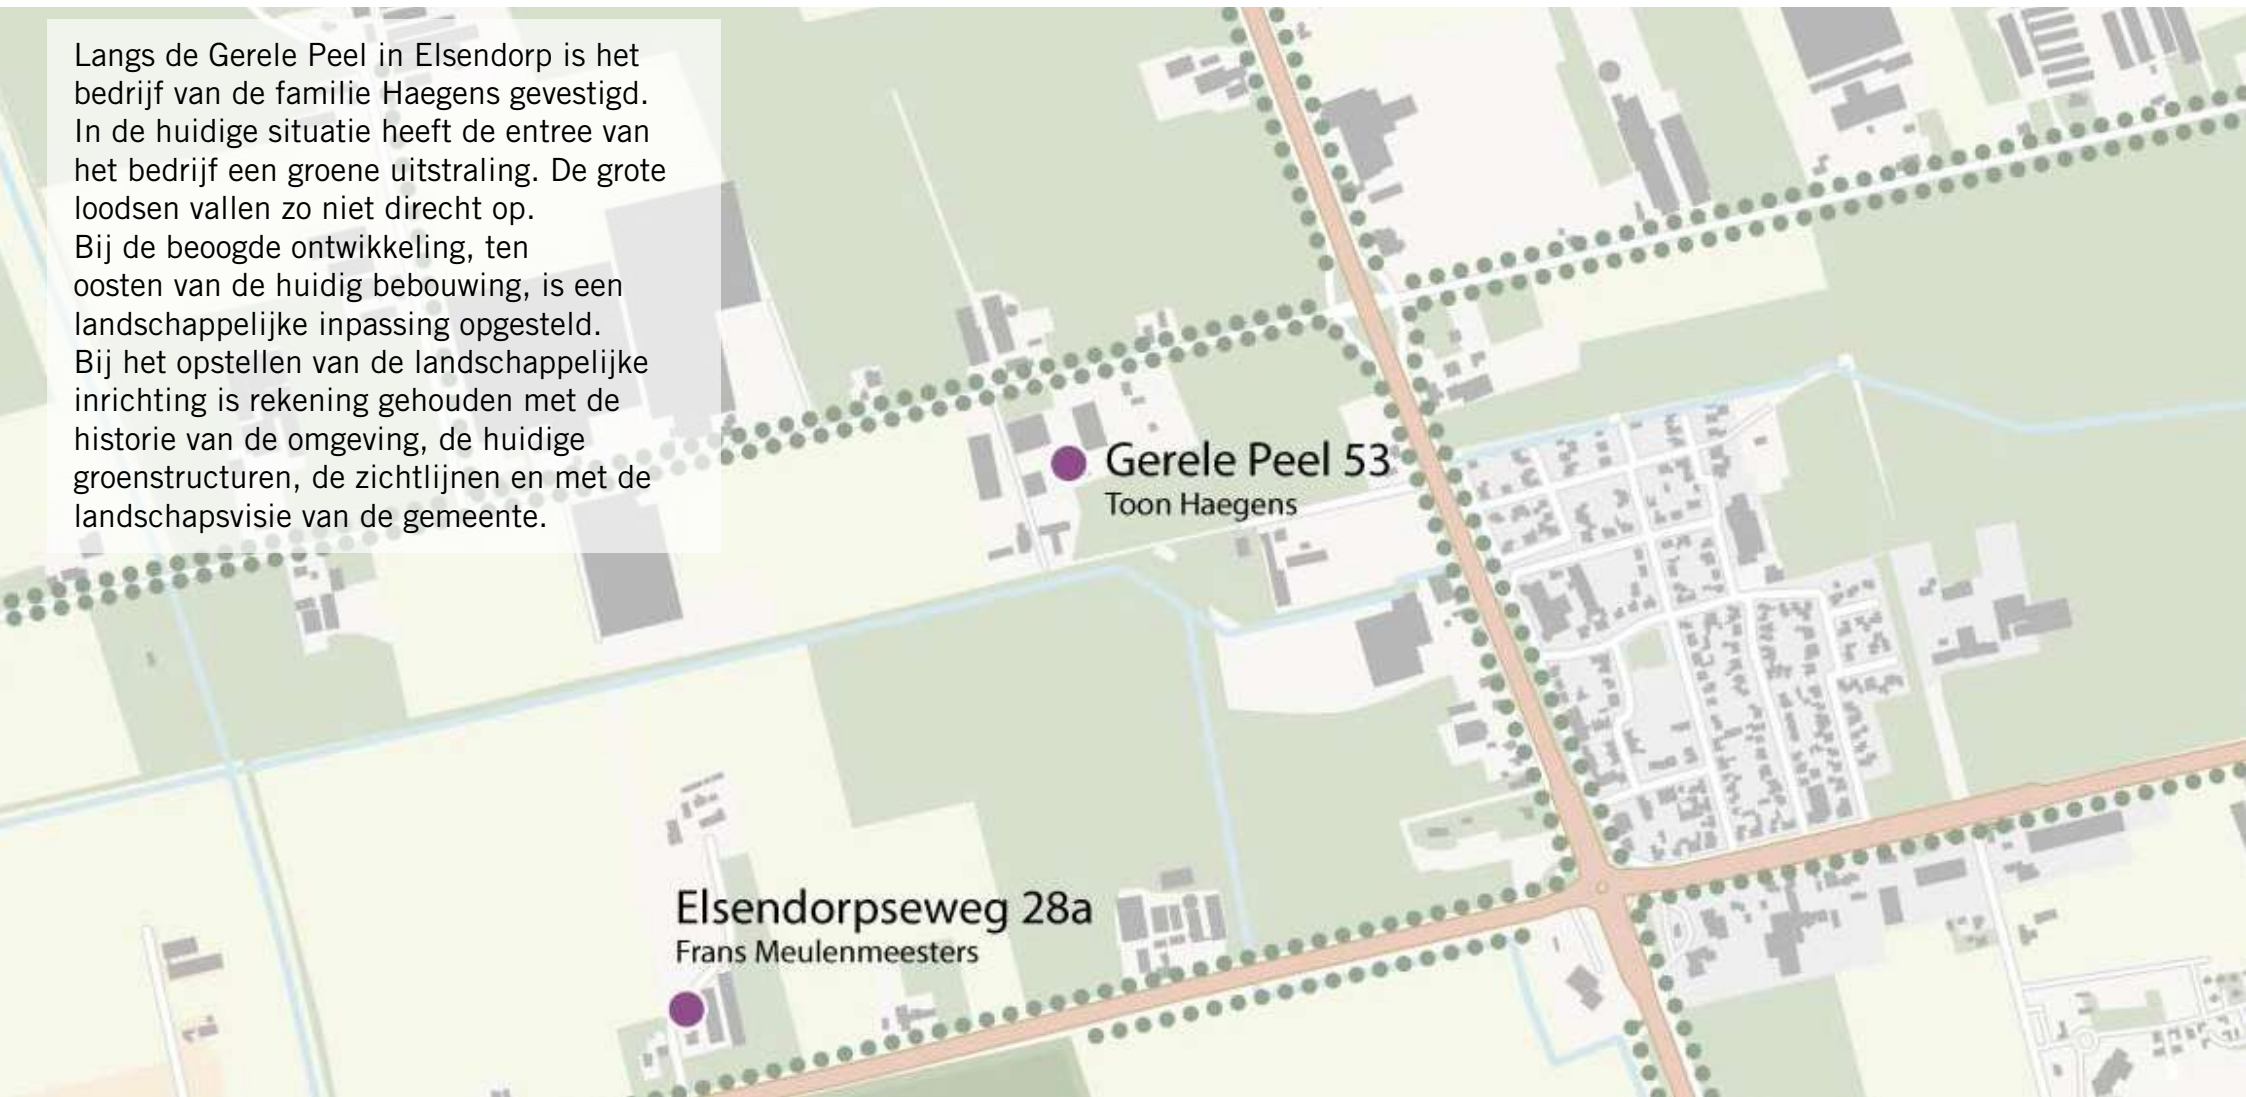 Langs de Gerele Peel in Elsendorp is het
bedrijf van de familie Haegens gevestigd.
In de huidige situatie heeft de entree van
het bedrijf een groene uitstraling. De grote
loodsen vallen zo niet direct op.
Bij de beoogde ontwikkeling, ten
oosten van de huidig bebouwing, is een
landschappelijke inpassing opgesteld.
Bij het opstellen van de landschappelijke
inrichting is rekening gehouden met de
historie van de omgeving, de huidige
groenstructuren, de zichtlijnen en met de
landschapsvisie van de gemeente.
Gerele Peel 53
Toon Haegens
Elsendorpseweg 28a
Frans Meulenmeesters